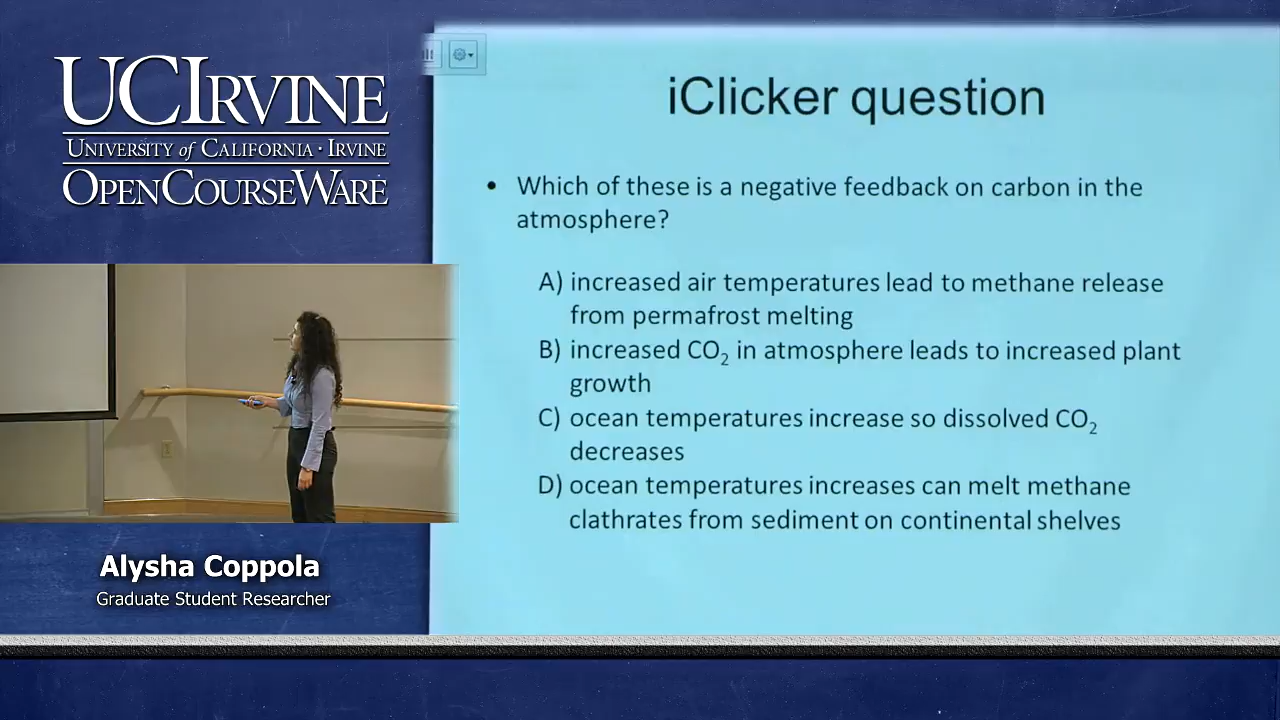 UCIRVINE
UNIVERSITY of CALIFORNIA · IRVINE
OPENCOURSEWARE
iClicker question
• Which of these is a negative feedback on carbon in the
atmosphere?
A) increased air temperatures lead to methane release
from permafrost melting
B) increased CO₂ in atmosphere leads to increased plant
growth
C) ocean temperatures increase so dissolved CO₂
decreases
D) ocean temperatures increases can melt methane
clathrates from sediment on continental shelves
Alysha Coppola
Graduate Student Researcher